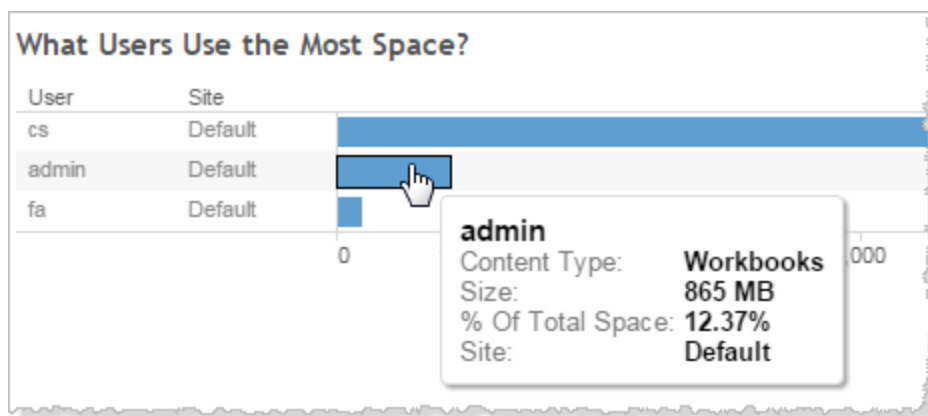 What Users Use the Most Space?
User Site
cs Default
admin Default
fa Default
0 ,000
admin
Content Type: Workbooks
Size: 865 MB
% Of Total Space: 12.37%
Site: Default